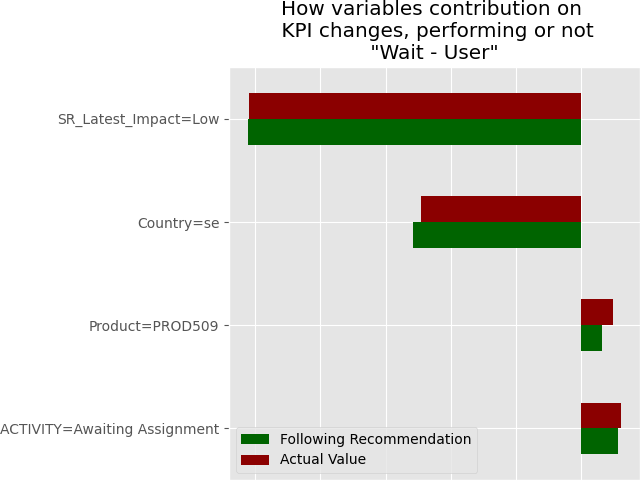 How variables contribution on
KPI changes, performing or not
"Wait - User"
SR_Latest_Impact=Low
Country=se
Product=PROD509
ACTIVITY=Awaiting Assignment
Following Recommendation
Actual Value